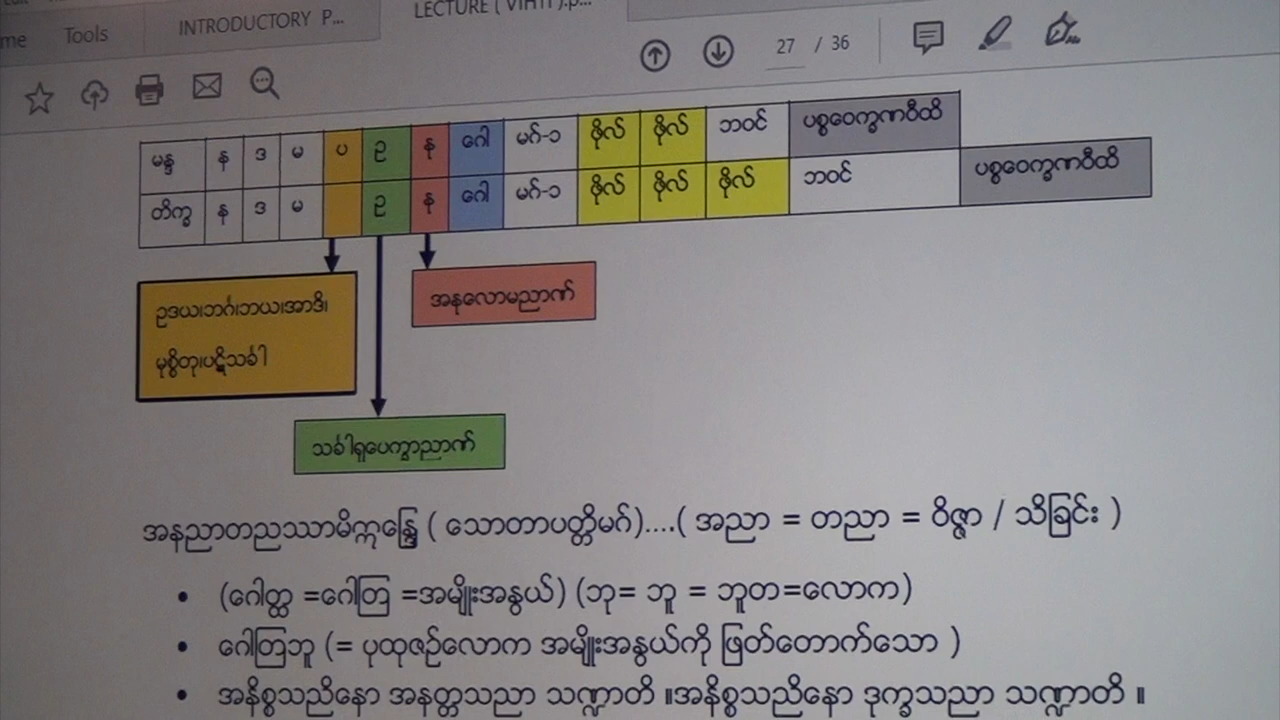 me Tools INTRODUCTORY P... LECTURE ( VIHTI ).p...
27 / 36
မန္ဒ န ဒ မ ပ ဥ န ဂေါ မဂ်-၁ ဖိုလ် ဖိုလ် ဘဝင် ပစ္စဝေက္ခဏဝီထိ
တိက္ခ န ဒ မ ဥ န ဂေါ မဂ်-၁ ဖိုလ် ဖိုလ် ဖိုလ် ဘဝင် ပစ္စဝေက္ခဏဝီထိ
ဥဒယ၊ဘင်္ဂ၊ဘယ၊အာဒိ၊
မုစ္စိတု၊ပဋိသင်္ခါ
အနုလောမညာဏ်
သင်္ခါရုပေက္ခာညာဏ်
အနညာတညဿာမိဣန္ဒြေ ( သောတာပတ္တိမဂ်)....( အညာ = တညာ = ဝိဇ္ဇာ / သိခြင်း )
• (ဂေါတ္ထ =ဂေါတြ =အမျိုးအနွယ်) (ဘု= ဘူ = ဘူတ=လောက)
• ဂေါတြဘူ (= ပုထုဇဉ်လောက အမျိုးအနွယ်ကို ဖြတ်တောက်သော )
• အနိစ္စသညိနော အနတ္တသညာ သဏ္ဍာတိ ။အနိစ္စသညိနော ဒုက္ခသညာ သဏ္ဍာတိ ။